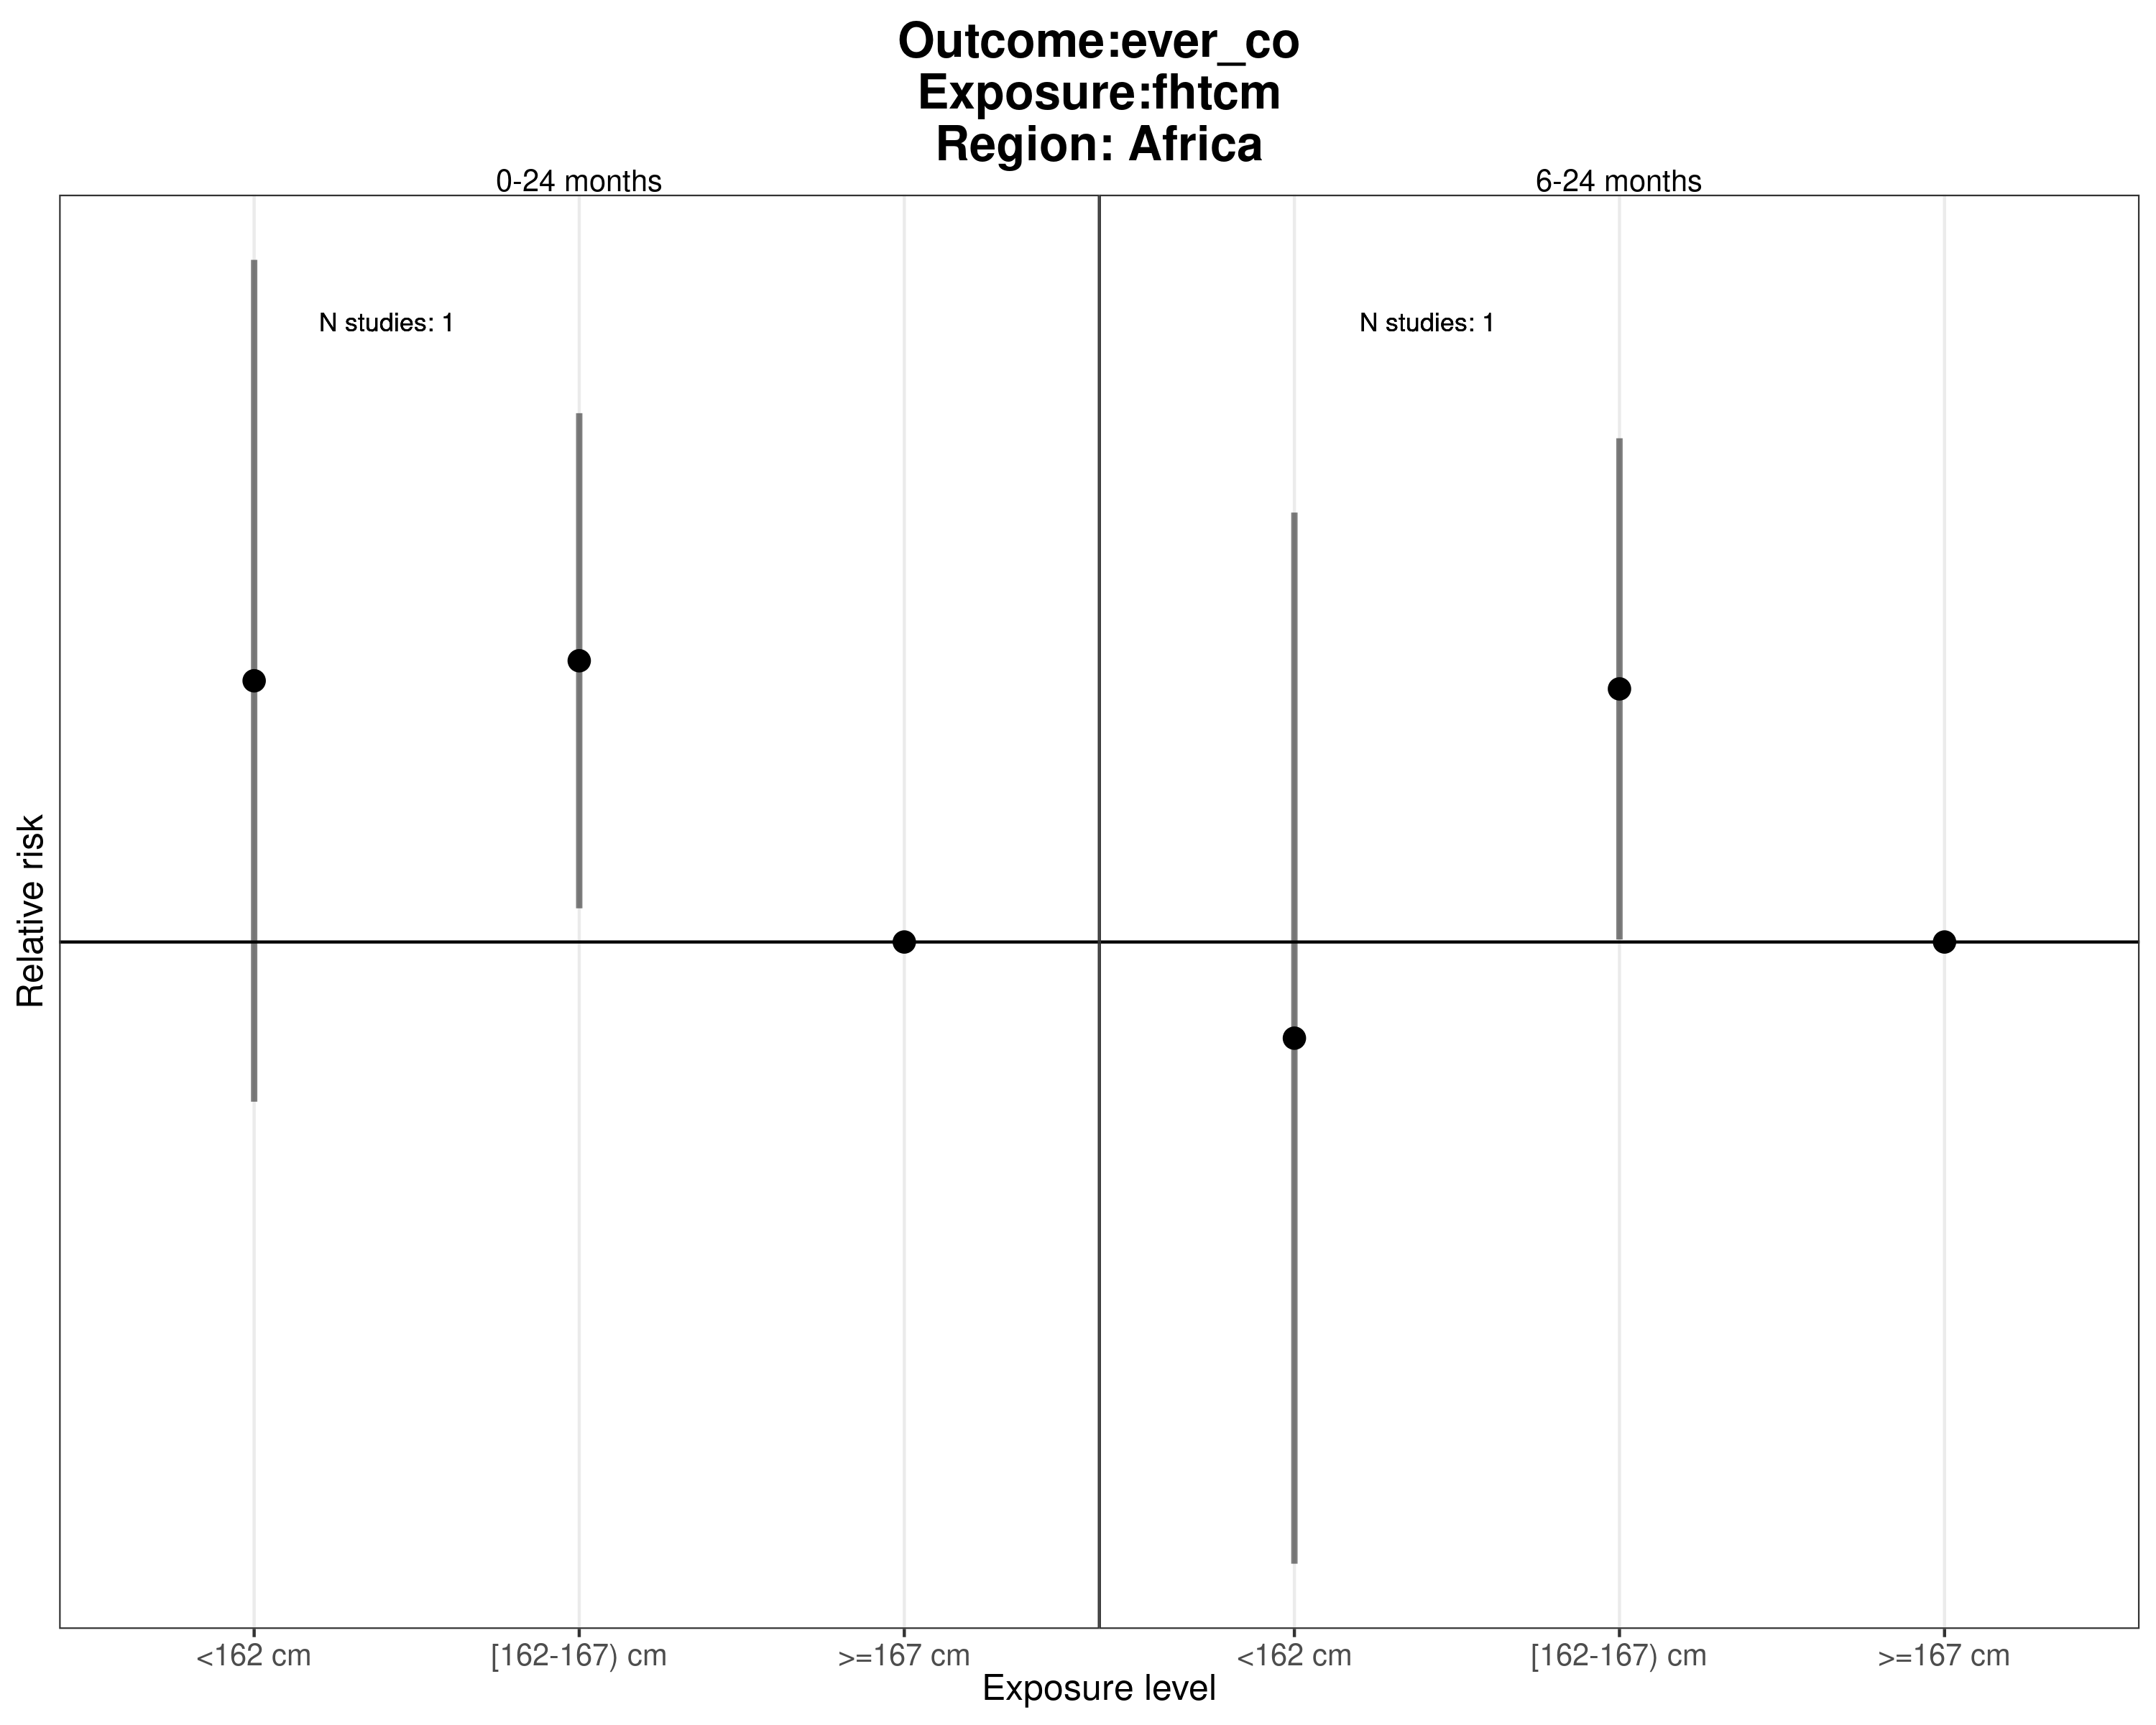 Outcome:ever_co
Exposure:fhtcm
Region: Africa
0-24 months
6-24 months
N studies: 1
N studies: 1
Relative risk
<162 cm
[162-167) cm
>=167 cm
<162 cm
[162-167) cm
>=167 cm
Exposure level